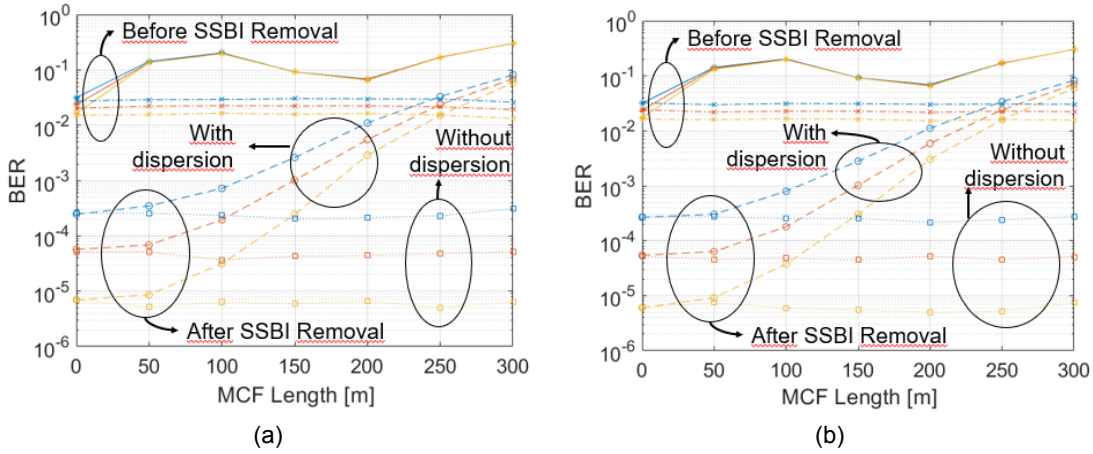 10^0
10^-1
10^-2
10^-3
10^-4
10^-5
10^-6
BER
Before SSBI Removal
With
dispersion
Without
dispersion
After SSBI Removal
0 50 100 150 200 250 300
MCF Length [m]
(a)
10^0
10^-1
10^-2
10^-3
10^-4
10^-5
10^-6
BER
Before SSBI Removal
With
dispersion
Without
dispersion
After SSBI Removal
0 50 100 150 200 250 300
MCF Length [m]
(b)